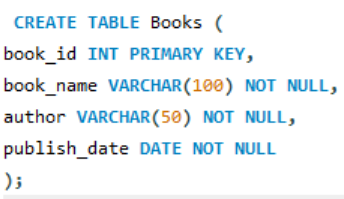 CREATE TABLE Books (
book_id INT PRIMARY KEY,
book_name VARCHAR(100) NOT NULL,
author VARCHAR(50) NOT NULL,
publish_date DATE NOT NULL
);